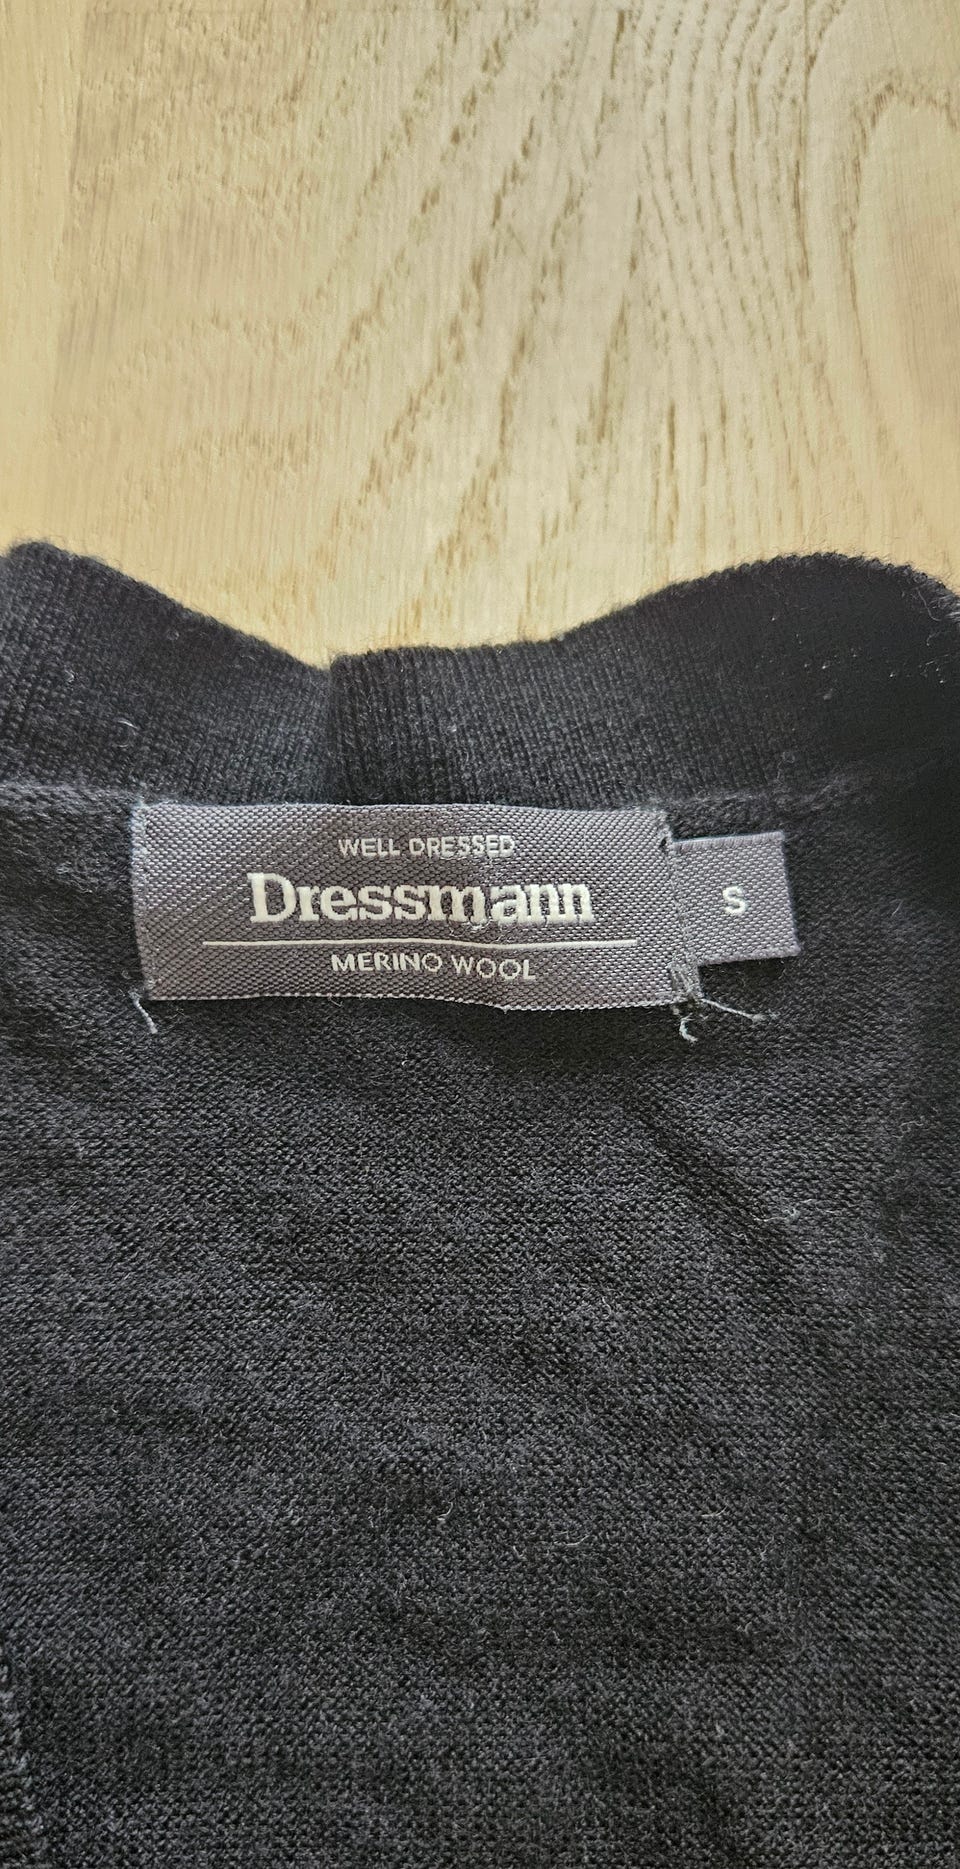 WELL DRESSED
Dressmann
MERINO WOOL
S